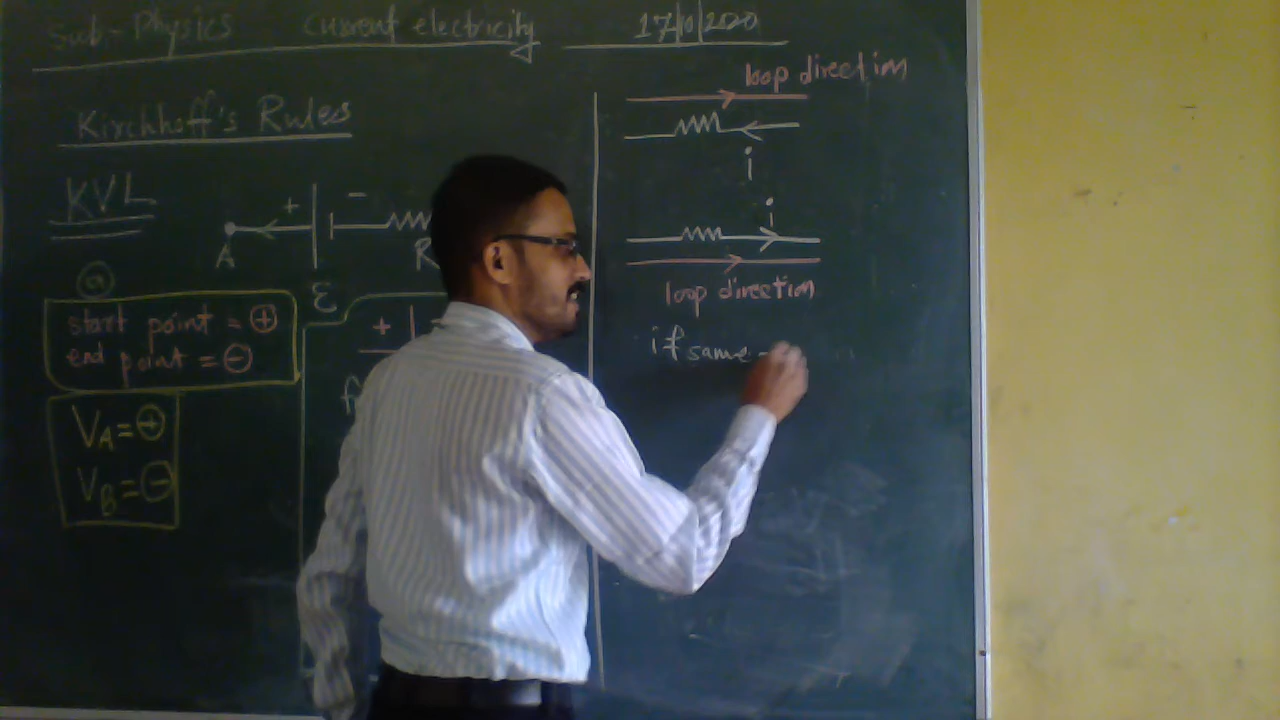 Sub:- Physics Current electricity 17/10/2020
Kirchhoff's Rules
KVL
+ -
A R
ε
(a)
start point = ⊕
end point = ⊖
+
V_A = ⊕
V_B = ⊖
loop direction
i
i
loop direction
if same -